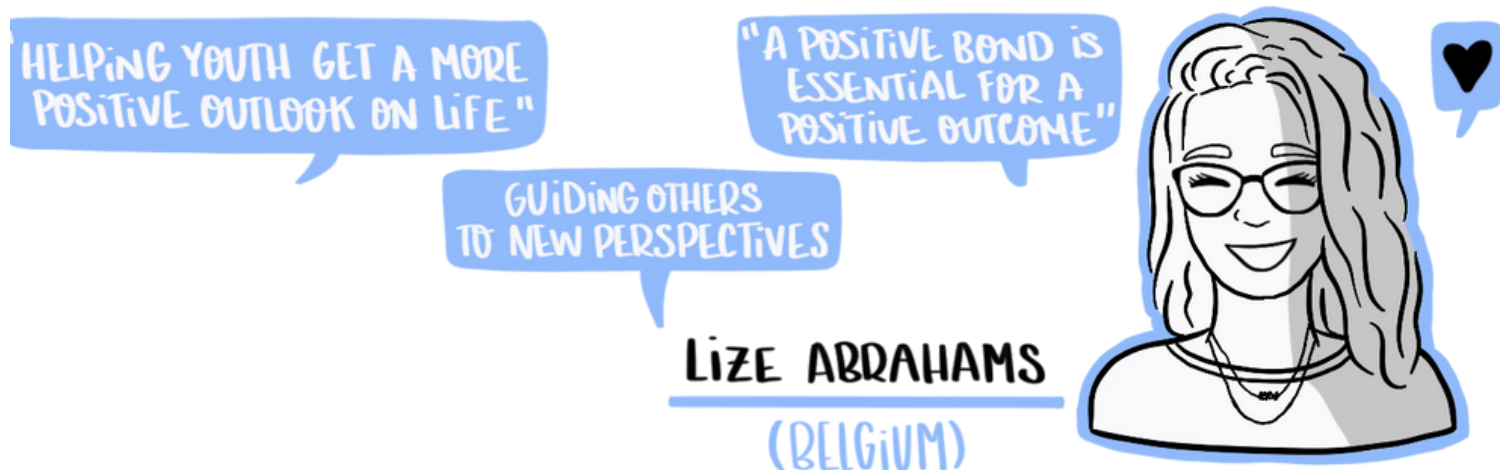 "HELPiNG YOUTH GET A MORE
POSiTiVE OUTLOOK ON LiFE"
"A POSiTiVE BOND iS
ESSENTiAL FOR A
POSiTiVE OUTCOME"
GUiDiNG OTHERS
TO NEW PERSPECTiVES
LiZE ABRAHAMS
(BELGiUM)